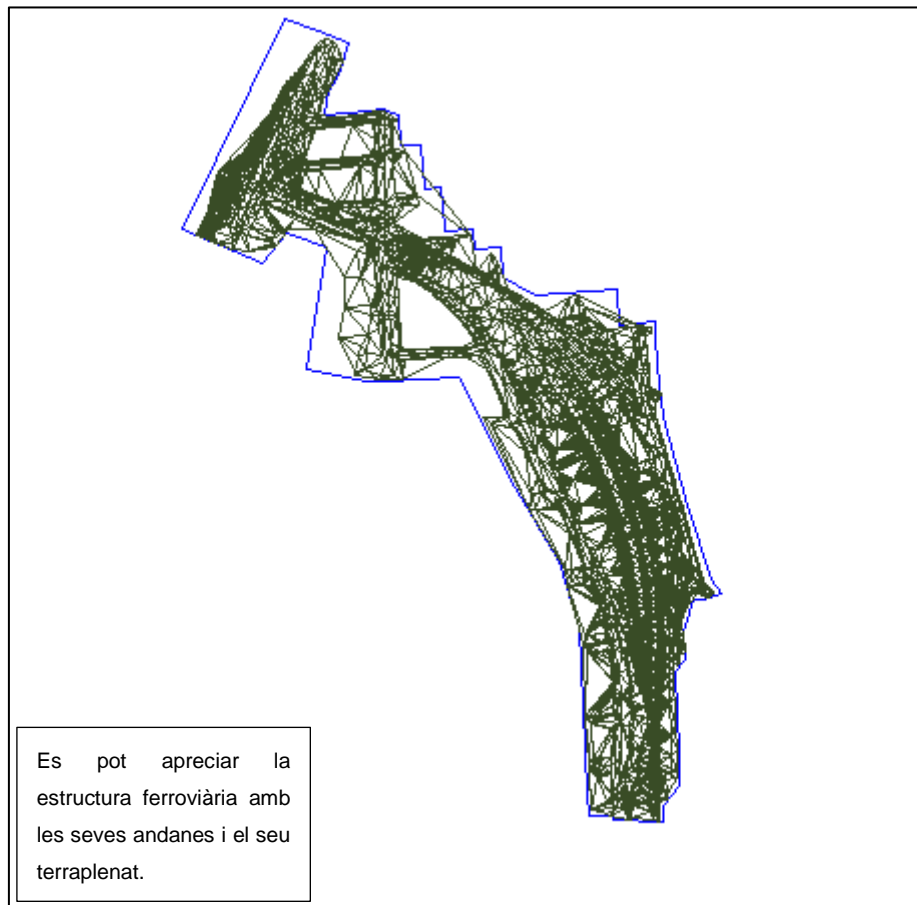 Es pot apreciar la
estructura ferroviària amb
les seves andanes i el seu
terraplenat.